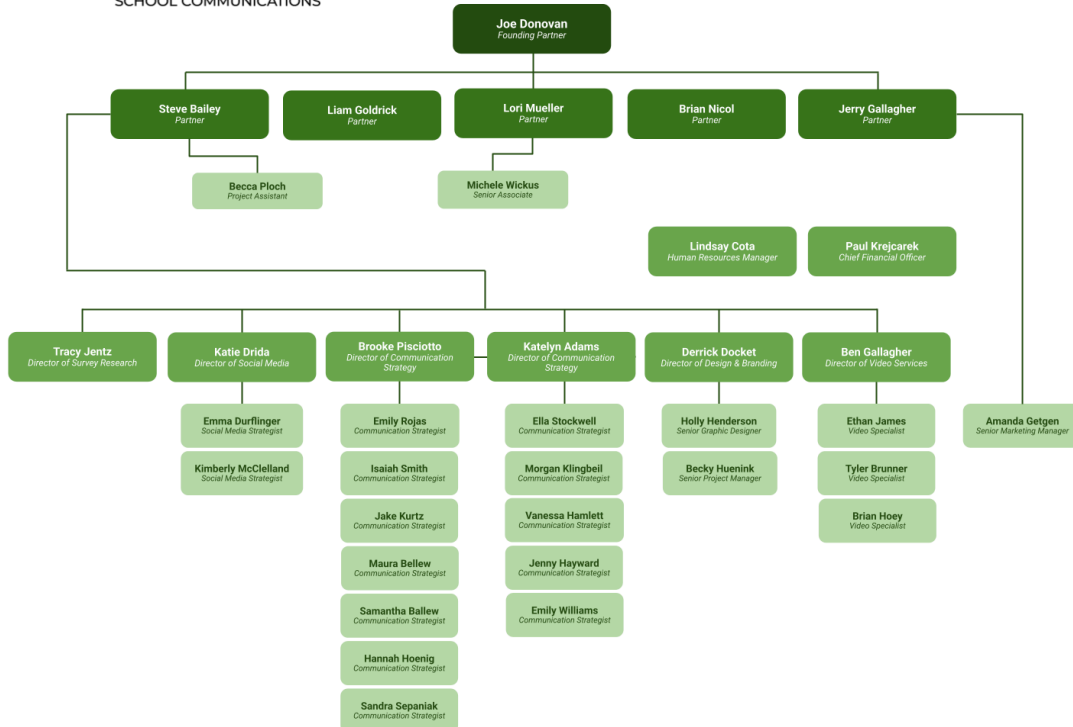 SCHOOL COMMUNICATIONS
Joe Donovan
Founding Partner
Steve Bailey
Partner
Liam Goldrick
Partner
Lori Mueller
Partner
Brian Nicol
Partner
Jerry Gallagher
Partner
Becca Ploch
Project Assistant
Michele Wickus
Senior Associate
Lindsay Cota
Human Resources Manager
Paul Krejcarek
Chief Financial Officer
Tracy Jentz
Director of Survey Research
Katie Drida
Director of Social Media
Brooke Pisciotto
Director of Communication
Strategy
Katelyn Adams
Director of Communication
Strategy
Derrick Docket
Director of Design & Branding
Ben Gallagher
Director of Video Services
Emma Durflinger
Social Media Strategist
Kimberly McClelland
Social Media Strategist
Emily Rojas
Communication Strategist
Isaiah Smith
Communication Strategist
Jake Kurtz
Communication Strategist
Maura Bellew
Communication Strategist
Samantha Ballew
Communication Strategist
Hannah Hoenig
Communication Strategist
Sandra Sepaniak
Communication Strategist
Ella Stockwell
Communication Strategist
Morgan Klingbeil
Communication Strategist
Vanessa Hamlett
Communication Strategist
Jenny Hayward
Communication Strategist
Emily Williams
Communication Strategist
Holly Henderson
Senior Graphic Designer
Becky Huenink
Senior Project Manager
Ethan James
Video Specialist
Tyler Brunner
Video Specialist
Brian Hoey
Video Specialist
Amanda Getgen
Senior Marketing Manager